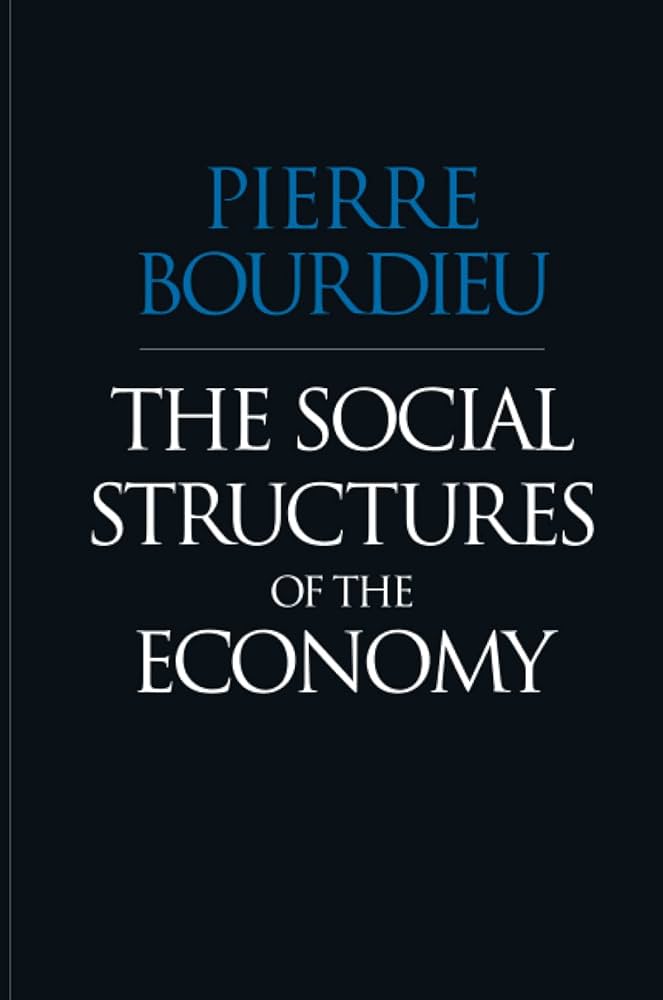 PIERRE
BOURDIEU
THE SOCIAL
STRUCTURES
OF THE
ECONOMY